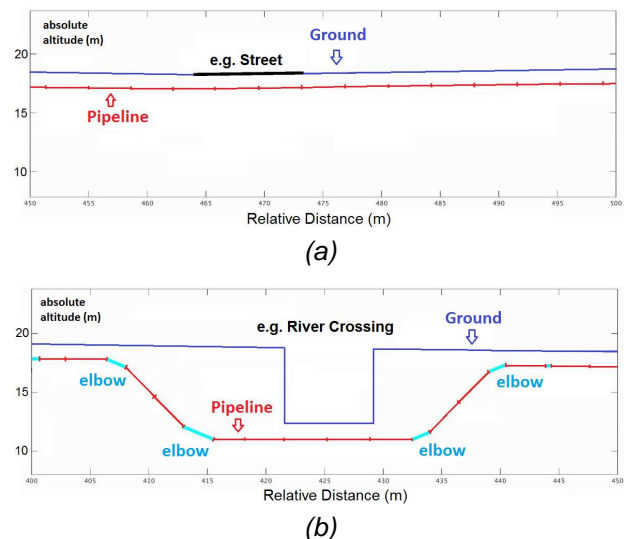 absolute
altitude (m)
Ground
e.g. Street
20
Pipeline
15
10
450 455 460 465 470 475 480 485 490 495 500
Relative Distance (m)
(a)
absolute
altitude (m)
e.g. River Crossing
Ground
20
elbow
elbow
Pipeline
15
elbow
elbow
10
400 405 410 415 420 425 430 435 440 445 450
Relative Distance (m)
(b)